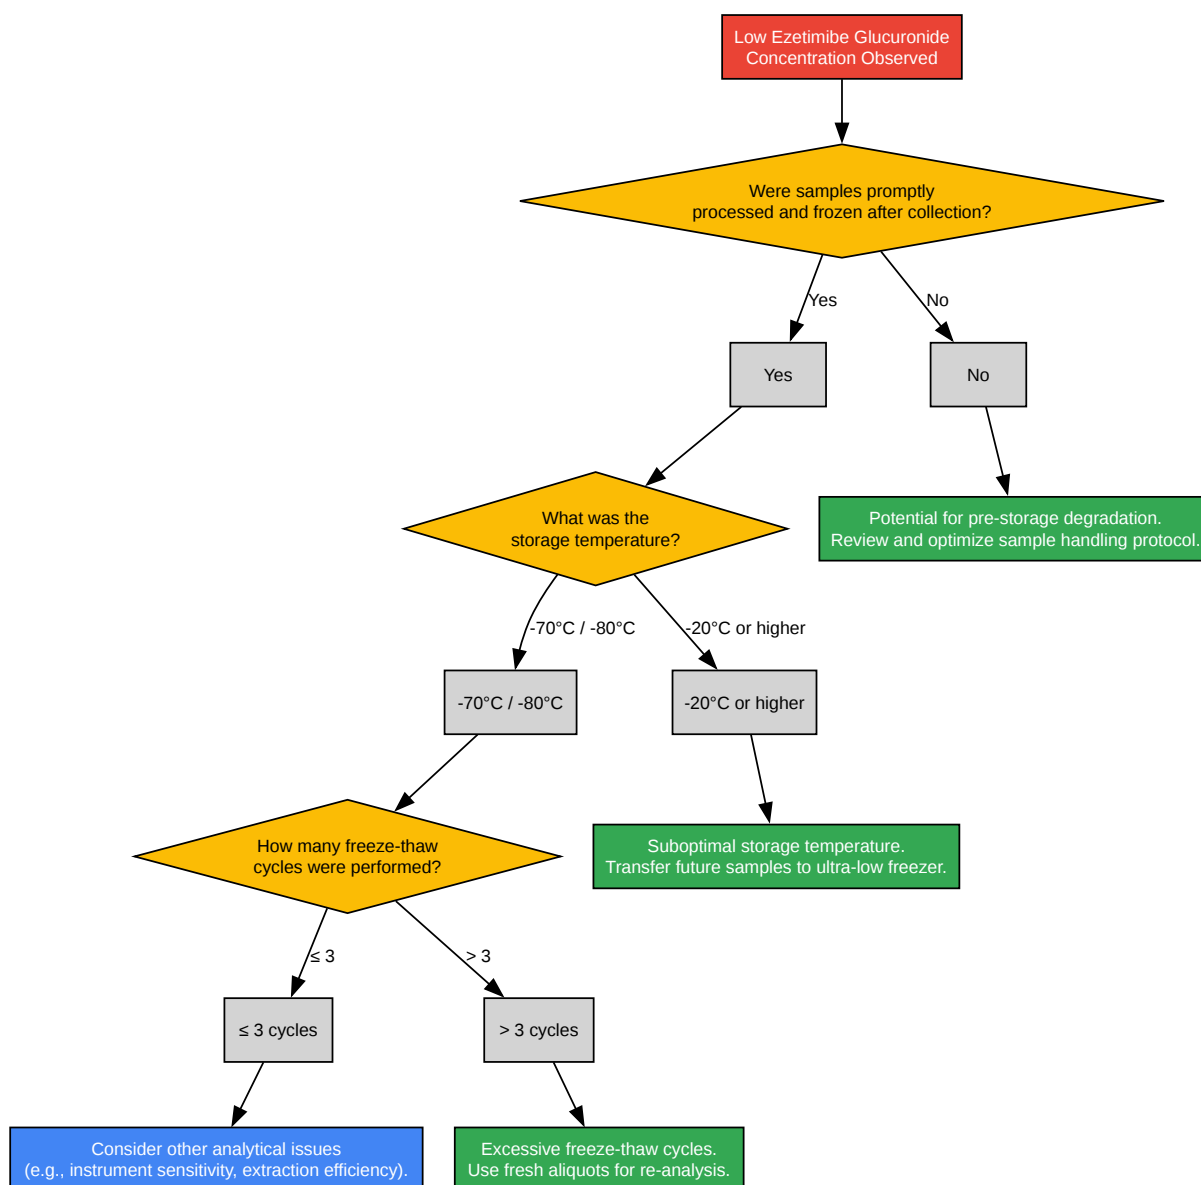 Low Ezetimibe Glucuronide
Concentration Observed
Were samples promptly
processed and frozen after collection?
Yes
No
Yes
No
What was the
storage temperature?
Potential for pre-storage degradation.
Review and optimize sample handling protocol.
-70°C / -80°C
-20°C or higher
-70°C / -80°C
-20°C or higher
How many freeze-thaw
cycles were performed?
Suboptimal storage temperature.
Transfer future samples to ultra-low freezer.
≤ 3
> 3
≤ 3 cycles
> 3 cycles
Consider other analytical issues
(e.g., instrument sensitivity, extraction efficiency).
Excessive freeze-thaw cycles.
Use fresh aliquots for re-analysis.